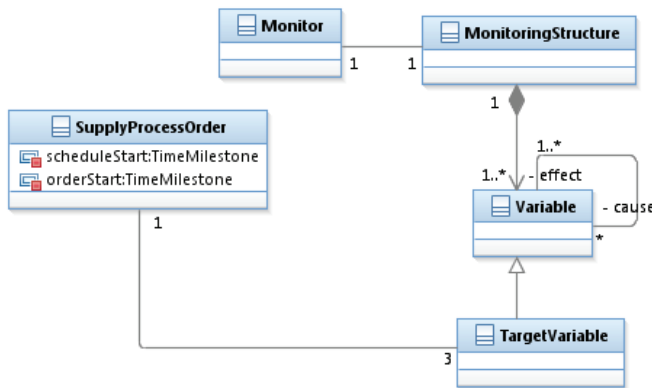 Monitor
MonitoringStructure
1
1
1
SupplyProcessOrder
scheduleStart:TimeMilestone
orderStart:TimeMilestone
1..*
1..*
- effect
Variable
- cause
*
1
TargetVariable
3